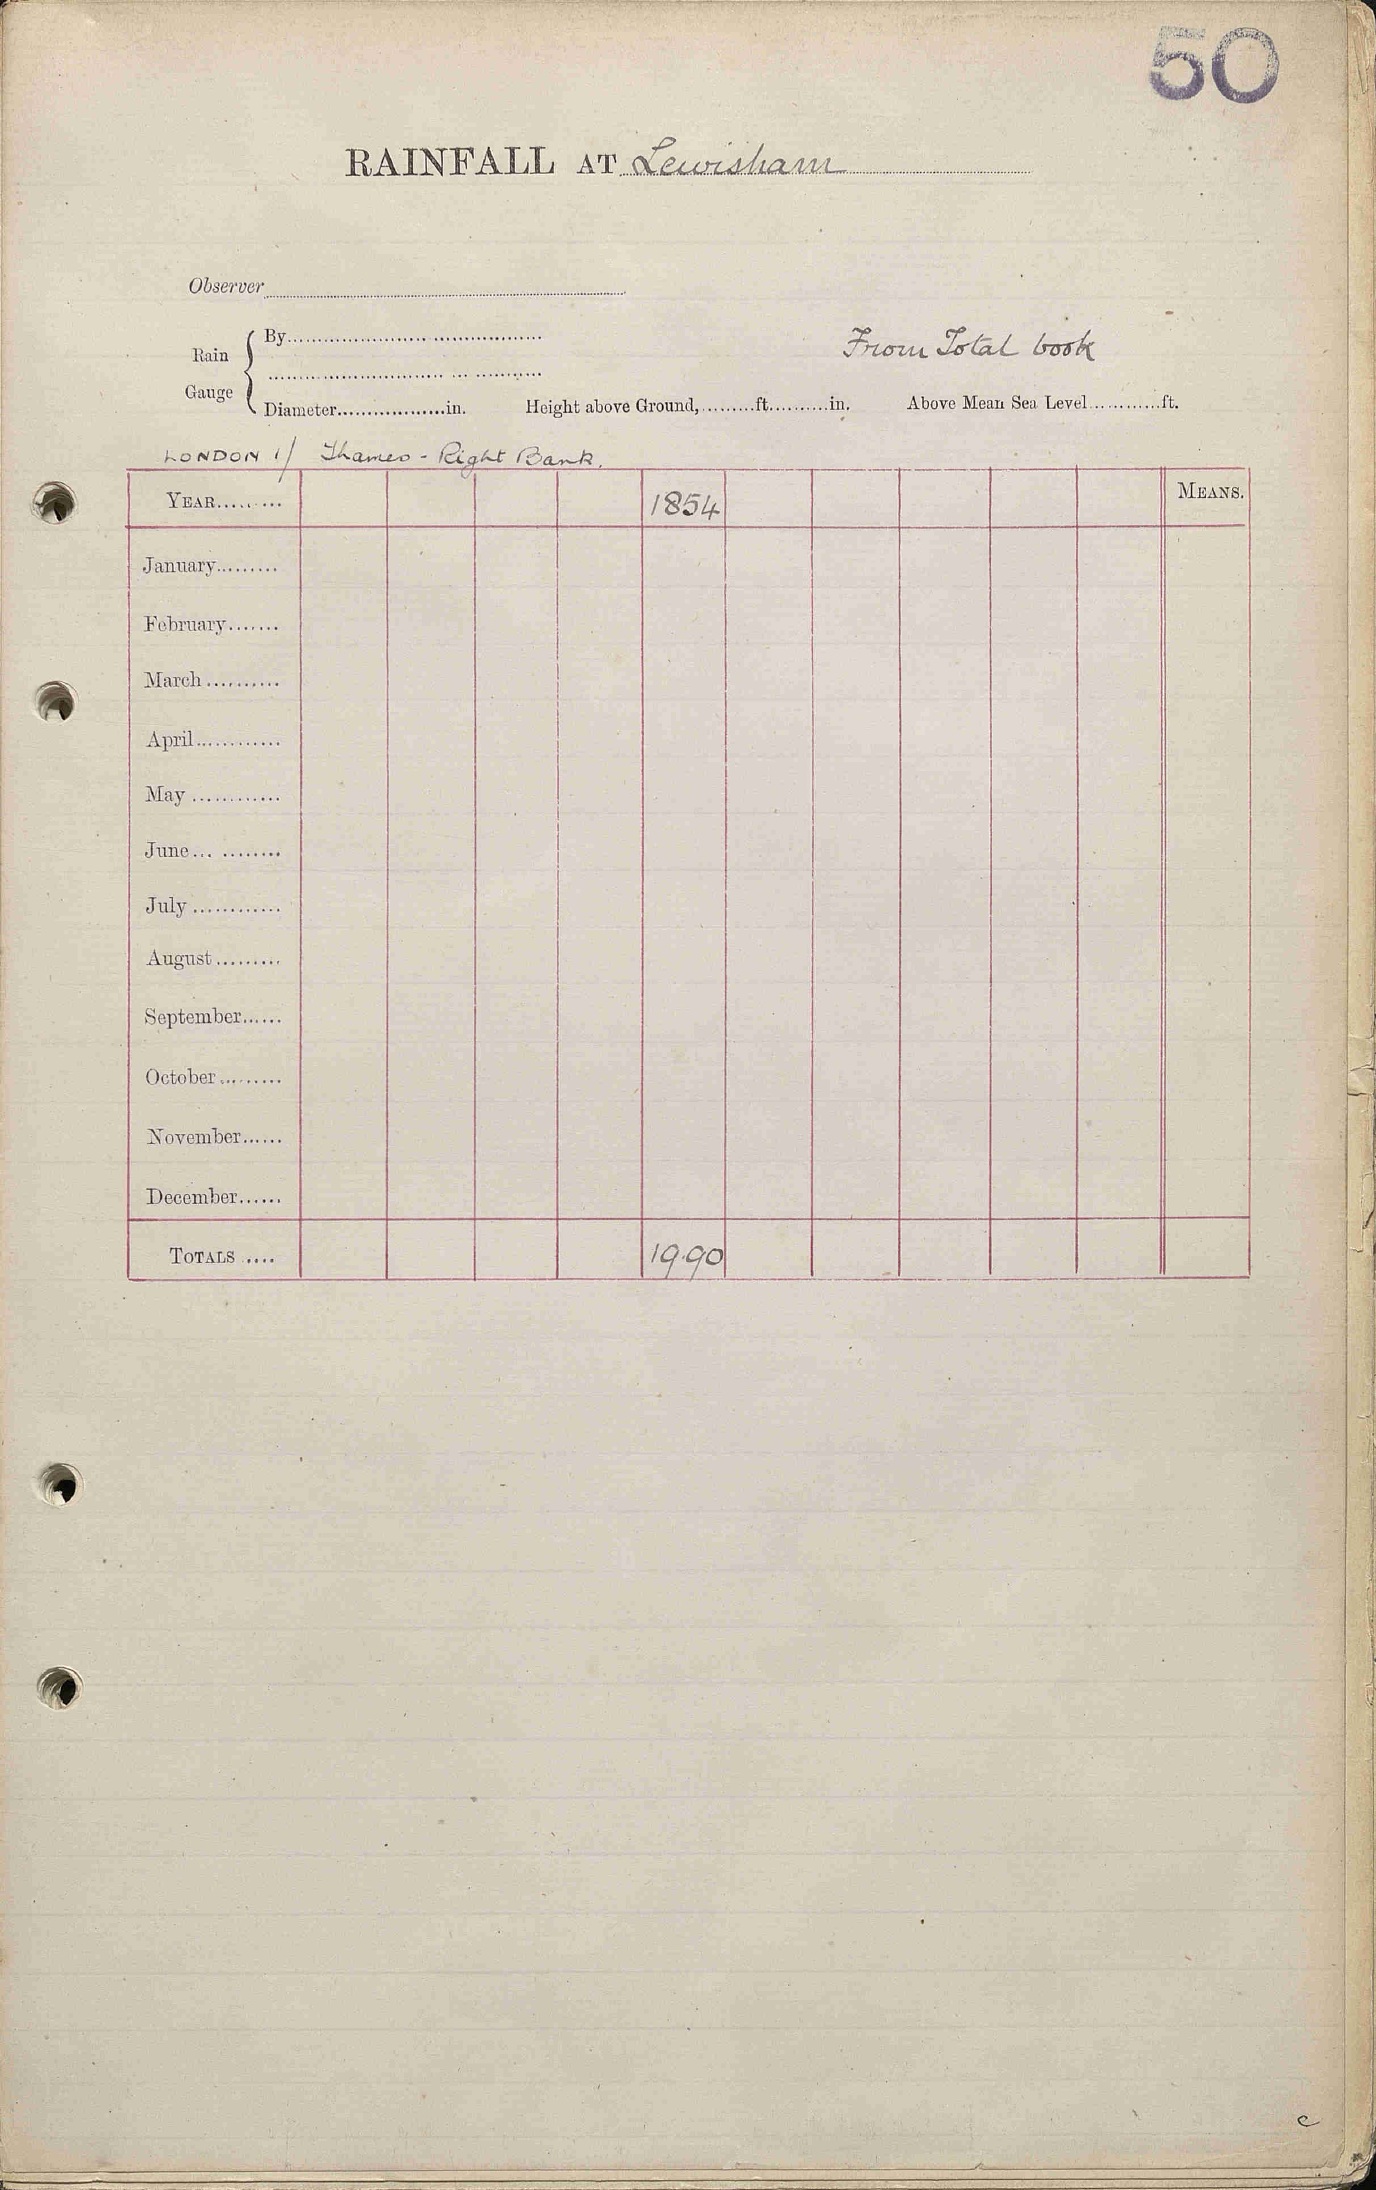 50
RAINFALL AT Lewisham
Observer
Rain Gauge
By
From Total book
Diameter in. Height above Ground, ft. in. Above Mean Sea Level ft.
LONDON 1/ Thames - Right Bank.
YEAR 1854 MEANS.
January
February
March
April
May
June
July
August
September
October
November
December
TOTALS 19.90
c